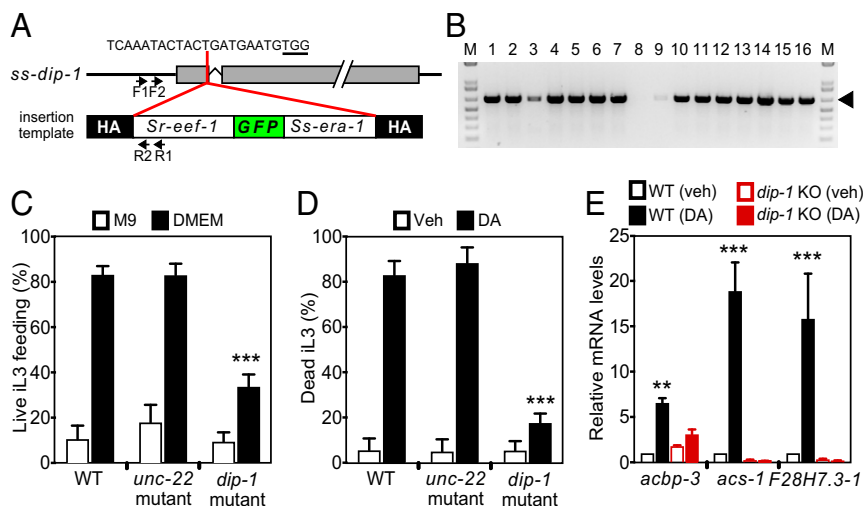 A
TCAAATACTACTGATGAATGTGG
ss-dip-1
F1F2
insertion template
HA Sr-eef-1 GFP Ss-era-1 HA
R2 R1
B
M 1 2 3 4 5 6 7 8 9 10 11 12 13 14 15 16 M
C
M9 DMEM
Live iL3 feeding (%)
100
80
60
40
20
0
***
WT unc-22 mutant dip-1 mutant
D
Veh DA
Dead iL3 (%)
100
80
60
40
20
0
***
WT unc-22 mutant dip-1 mutant
E
WT (veh) dip-1 KO (veh)
WT (DA) dip-1 KO (DA)
Relative mRNA levels
25
20
15
10
5
0
** *** ***
acbp-3 acs-1 F28H7.3-1